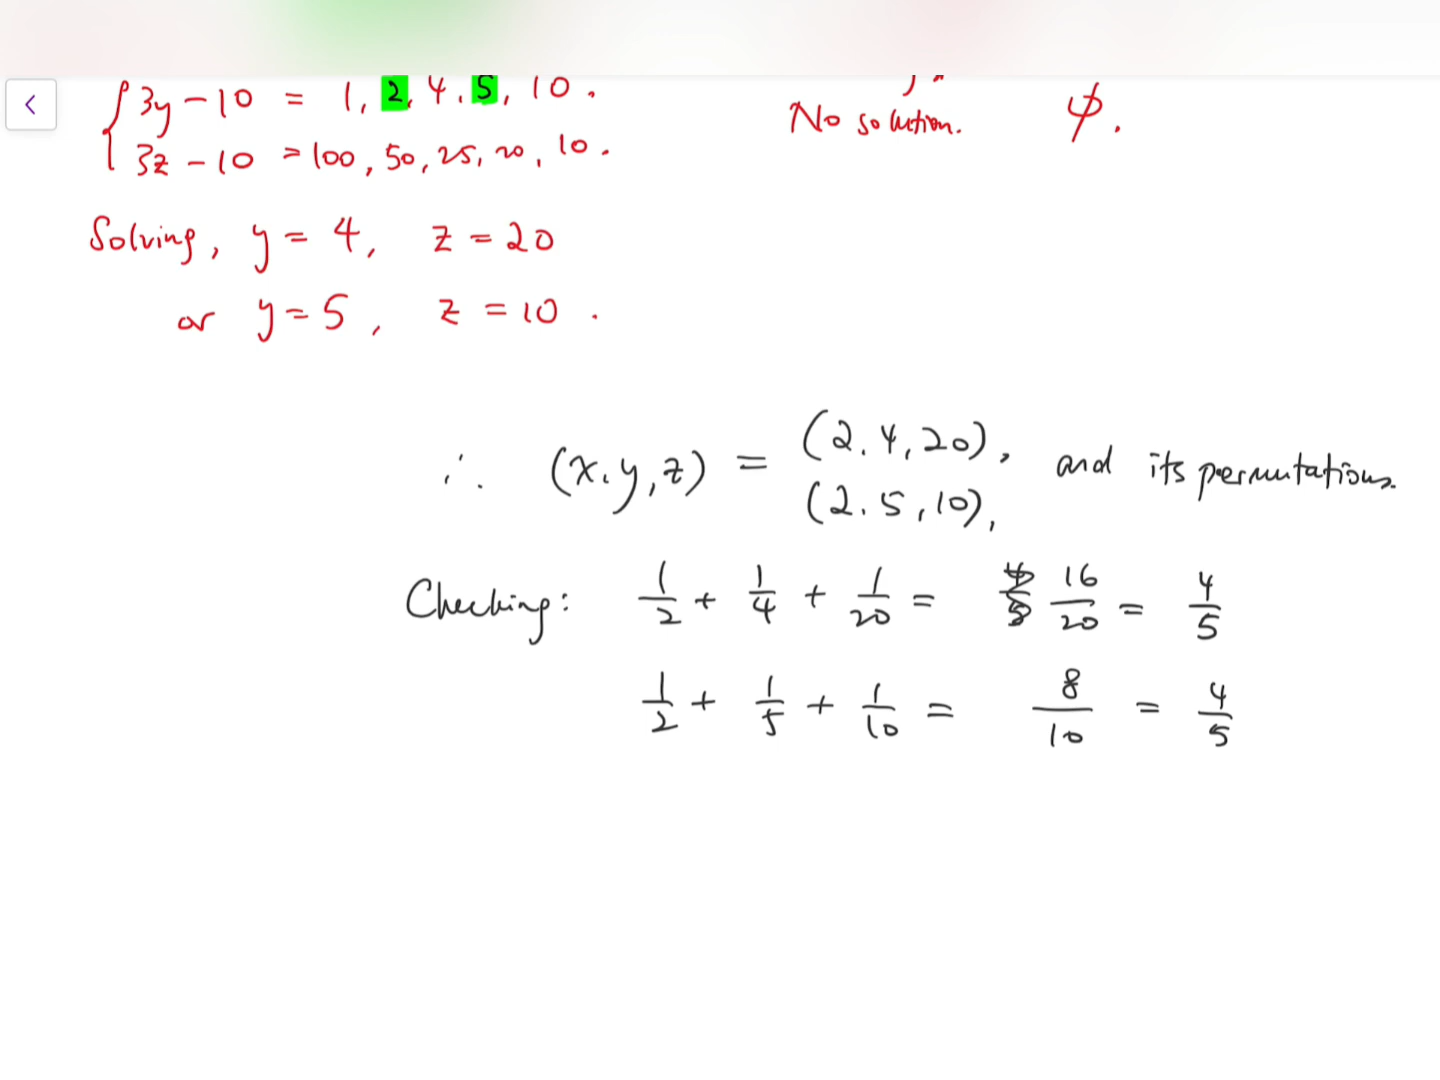 3y - 10 = 1, 2, 4, 5, 10.
3z - 10 = 100, 50, 25, 20, 10.
No solution. ϕ.
Solving, y = 4, z = 20
or y = 5, z = 10.
∴ (x, y, z) = (2, 4, 20), and its permutations.
(2, 5, 10),
Checking: 1/2 + 1/4 + 1/20 = 16/20 = 4/5
1/2 + 1/5 + 1/10 = 8/10 = 4/5